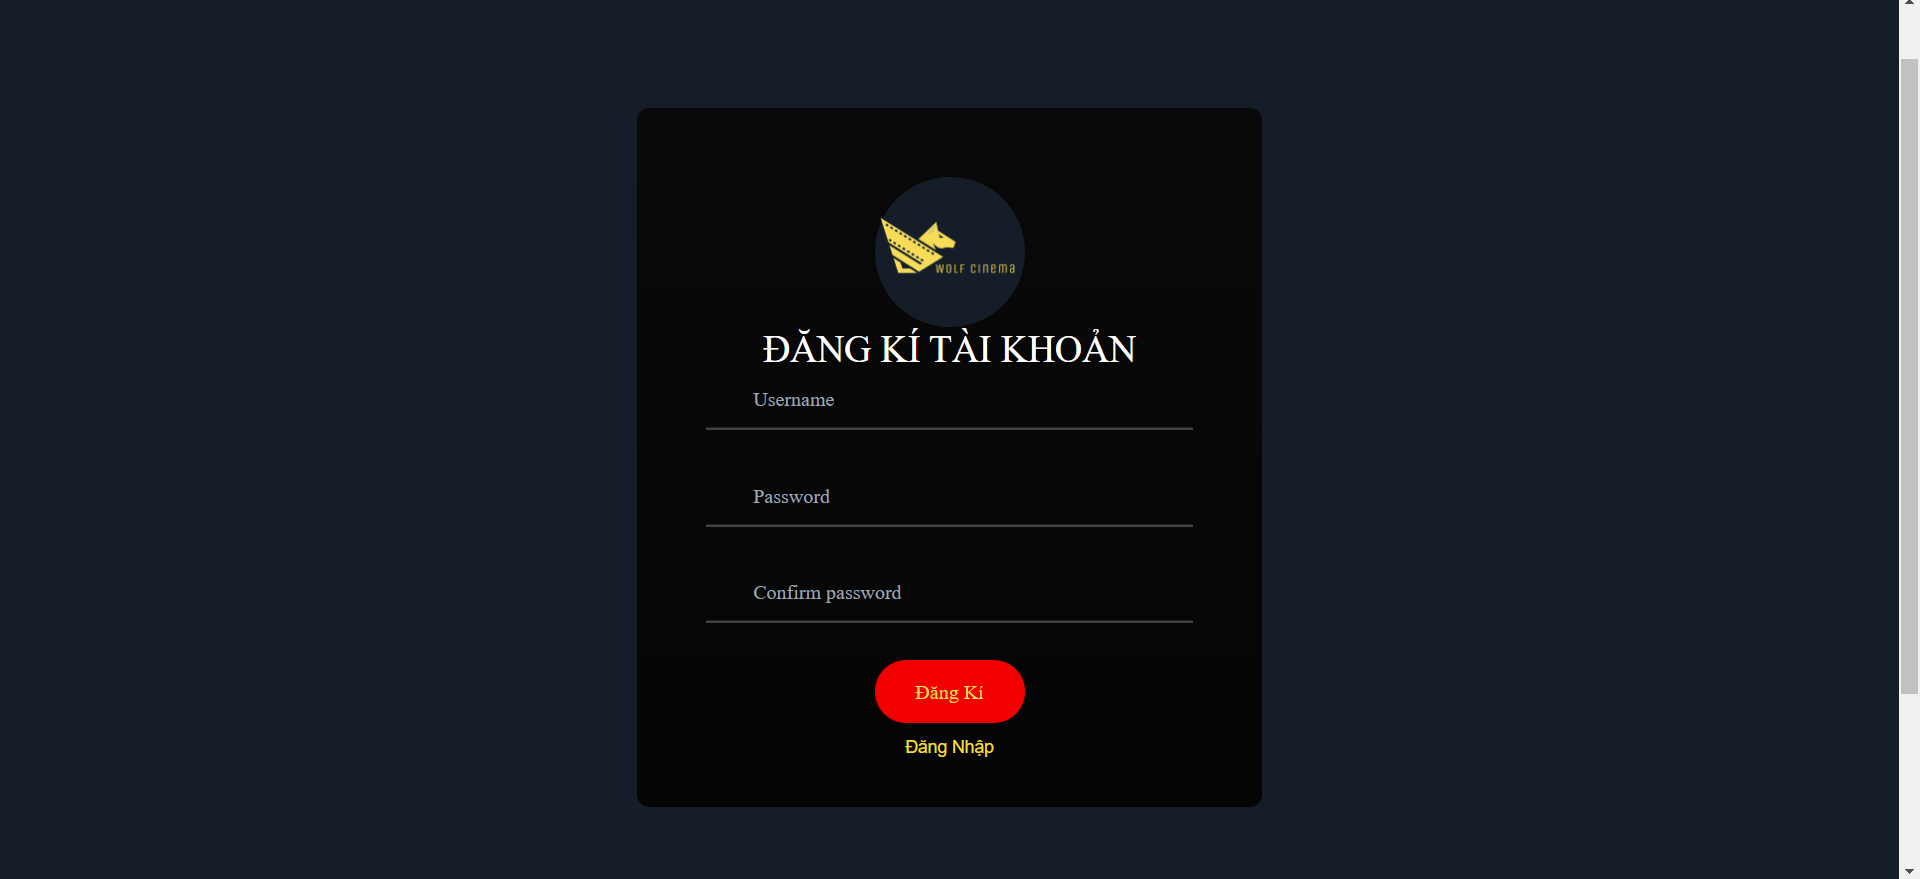 WOLF CINEMA
ĐĂNG KÍ TÀI KHOẢN
Username
Password
Confirm password
Đăng Kí
Đăng Nhập